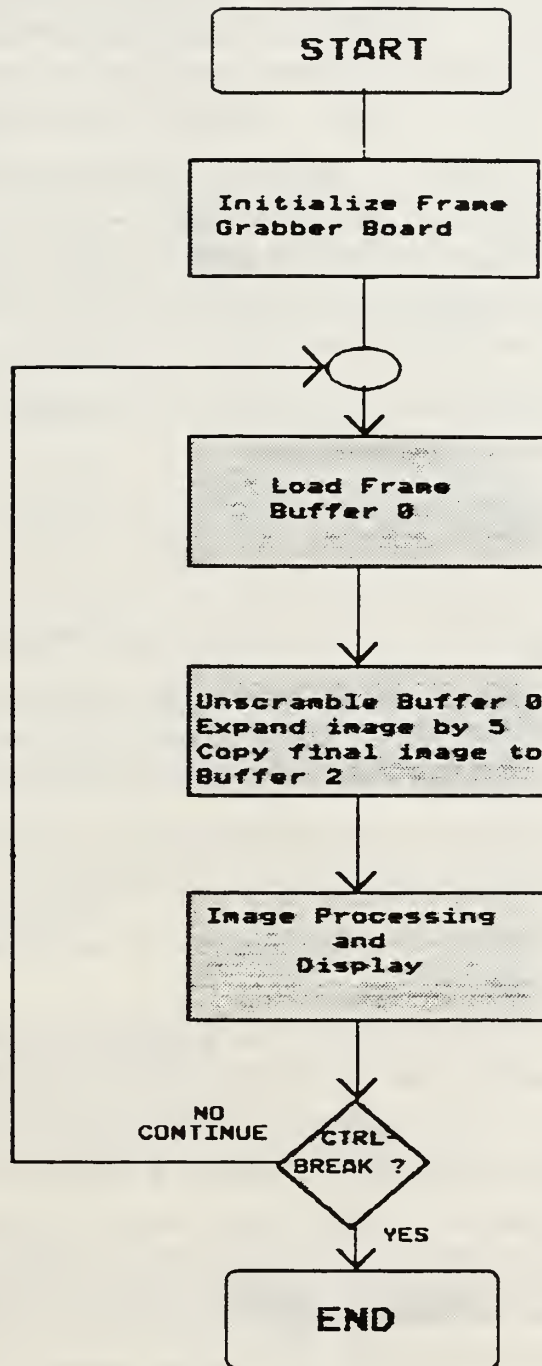 START
Initialize Frame
Grabber Board
Load Frame
Buffer 0
Unscramble Buffer 0
Expand image by 5
Copy final image to
Buffer 2
Image Processing
and
Display
NO
CONTINUE
CTRL-
BREAK ?
YES
END